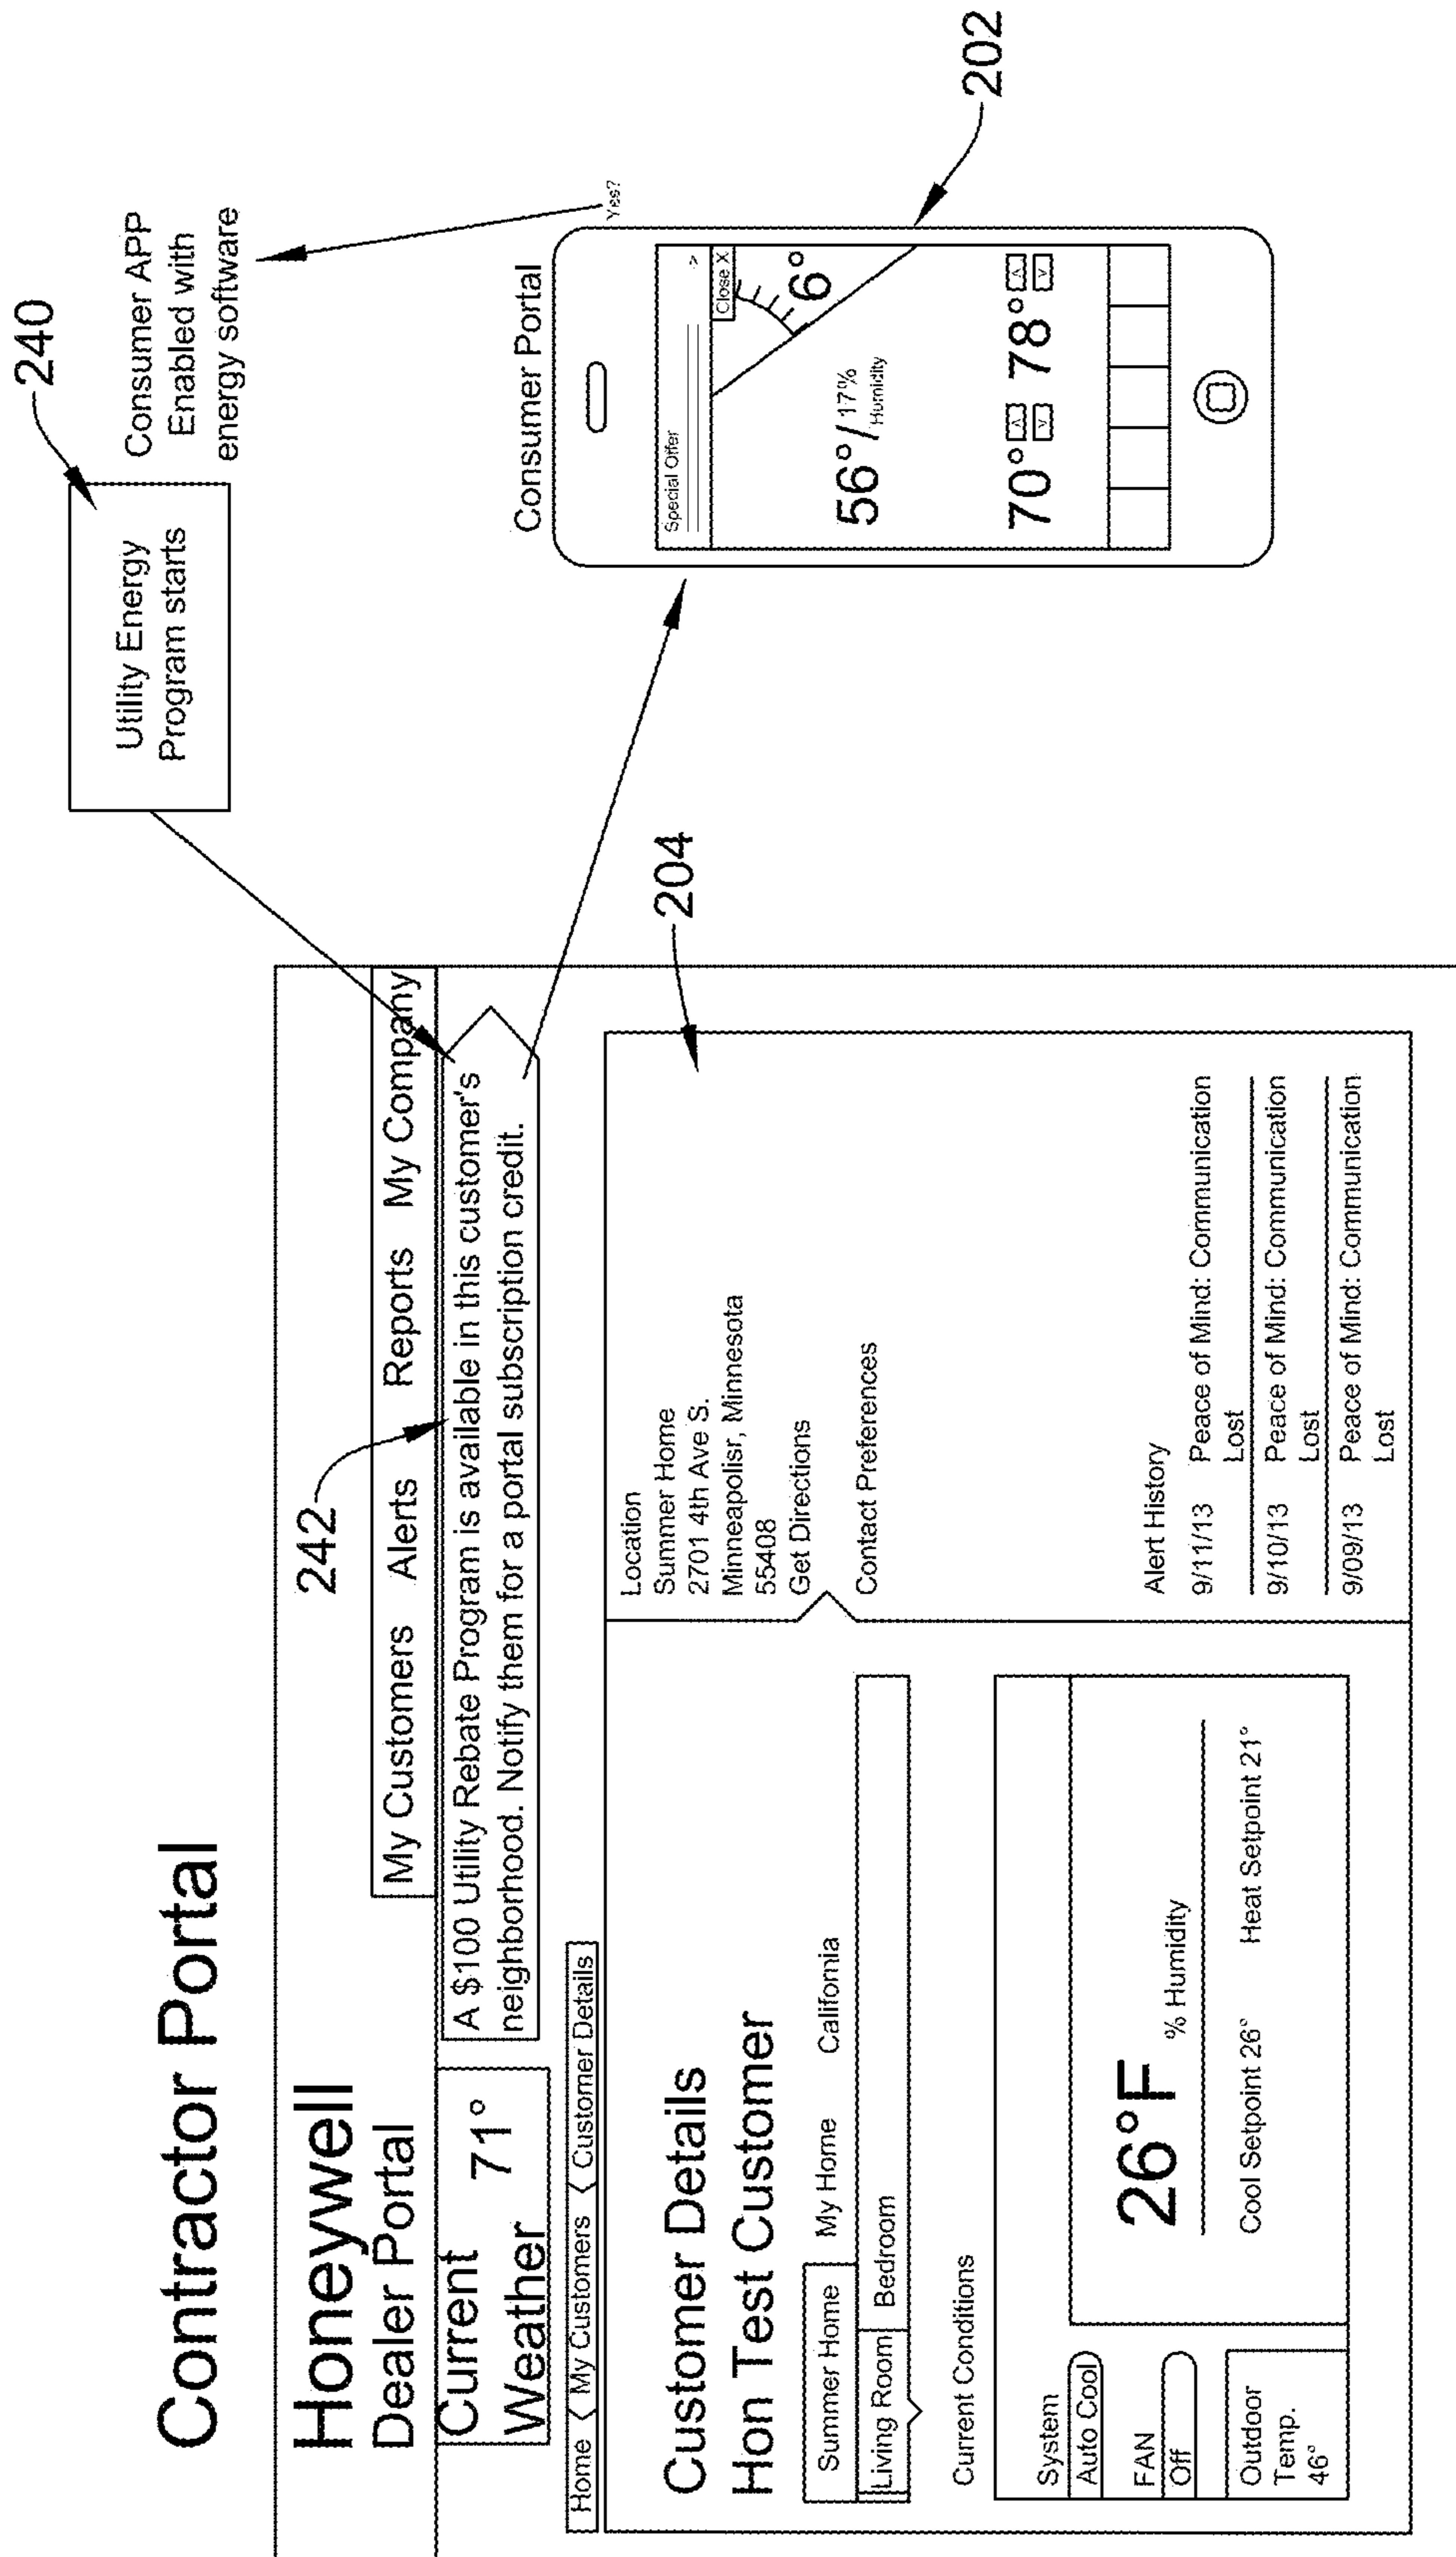 Contractor Portal
240
Utility Energy
Program starts
Consumer APP
Enabled with
energy software
242
Honeywell
Dealer Portal
My Customers Alerts Reports My Company
Current
Weather
71°
A $100 Utility Rebate Program is available in this customer's
neighborhood. Notify them for a portal subscription credit.
Home My Customers Customer Details
204
Customer Details
Hon Test Customer
Summer Home My Home California
Living Room Bedroom
Current Conditions
System
Auto Cool
FAN
Off
Outdoor
Temp.
46°
26°F
% Humidity
Cool Setpoint 26° Heat Setpoint 21°
Location
Summer Home
2701 4th Ave S.
Minneapolisr, Minnesota
55408
Get Directions
Contact Preferences
Alert History
9/11/13 Peace of Mind: Communication
Lost
9/10/13 Peace of Mind: Communication
Lost
9/09/13 Peace of Mind: Communication
Lost
Consumer Portal
Yes?
Special Offer
->
Close X
6°
56°/17%
Humidity
70° 78°
202